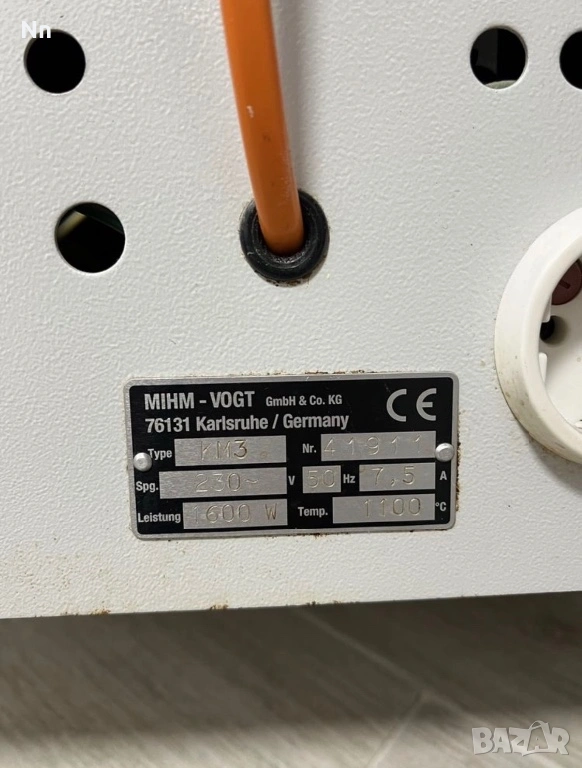 Nn
MIHM - VOGT GmbH & Co. KG CE
76131 Karlsruhe / Germany
Type KM3 Nr. 41911
Spg. 230~ V 50 Hz 7,5 A
Leistung 1600 W Temp. 1100 °C
BAZAR